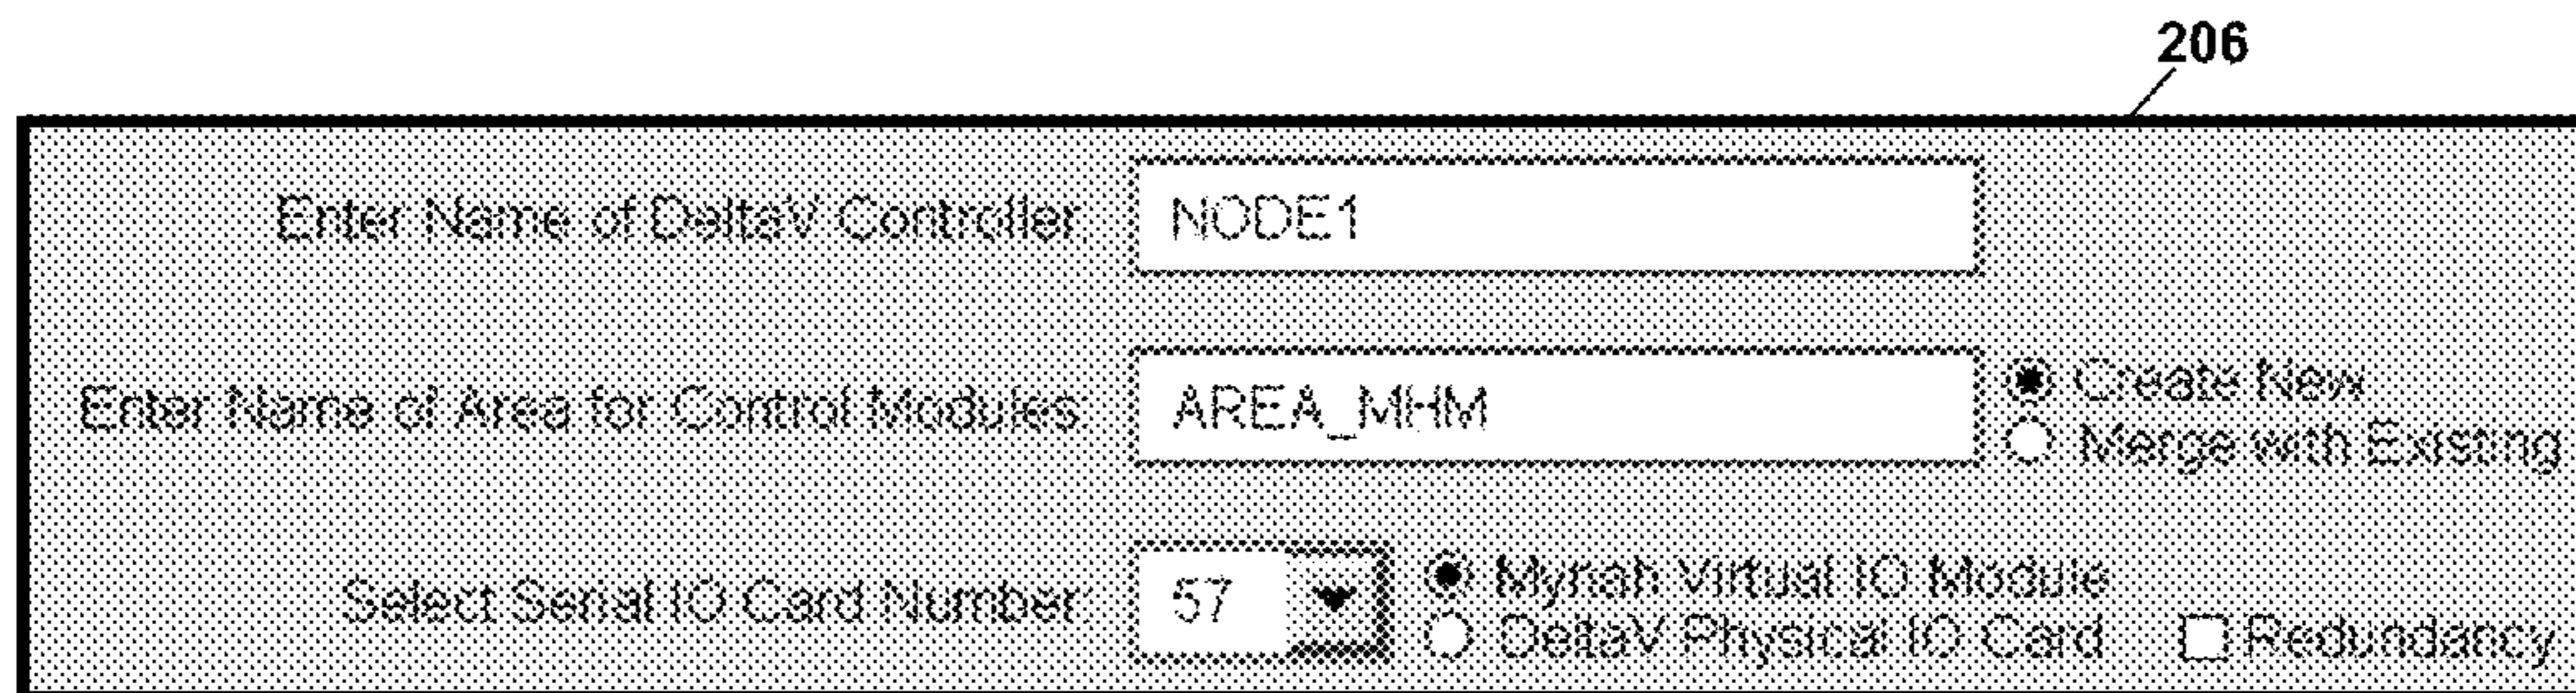 206
Enter Name of DeltaV Controller: NODE1
Enter Name of Area for Control Modules: AREA_MHM
Create New
Merge with Existing
Select Serial IO Card Number: 57
Mynah Virtual IO Module
DeltaV Physical IO Card
Redundancy